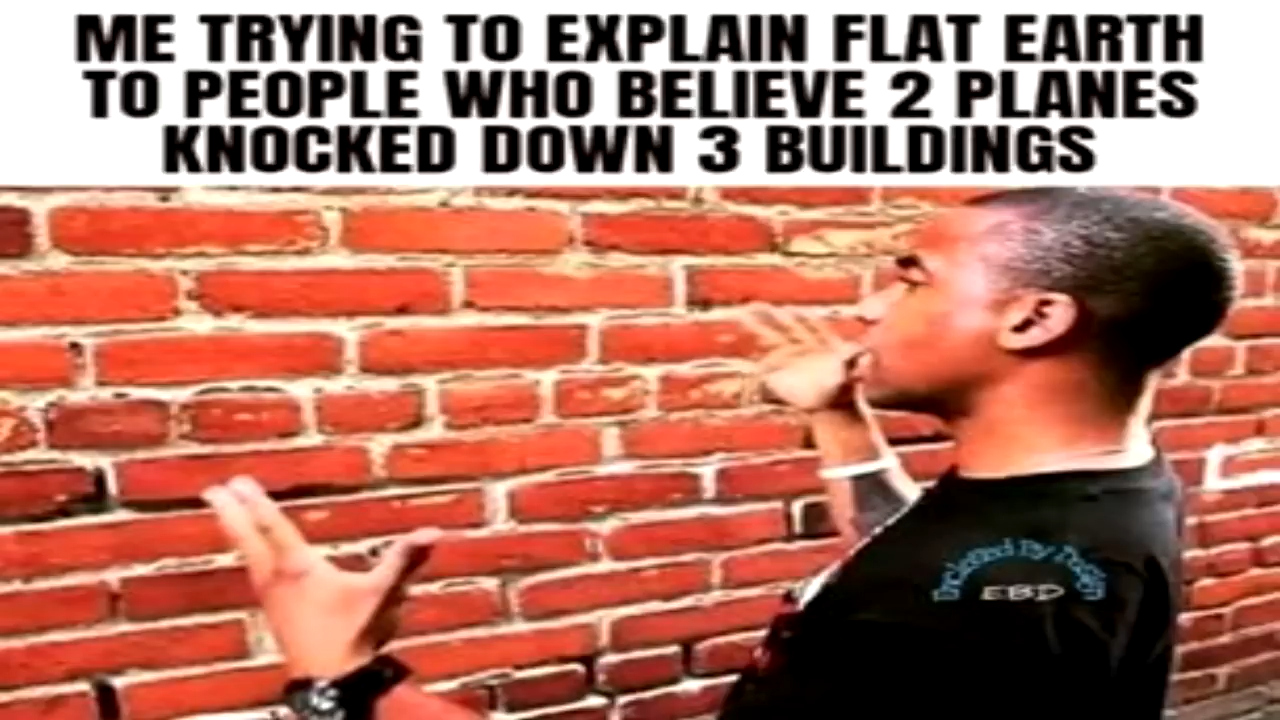 ME TRYING TO EXPLAIN FLAT EARTH
TO PEOPLE WHO BELIEVE 2 PLANES
KNOCKED DOWN 3 BUILDINGS
EBD